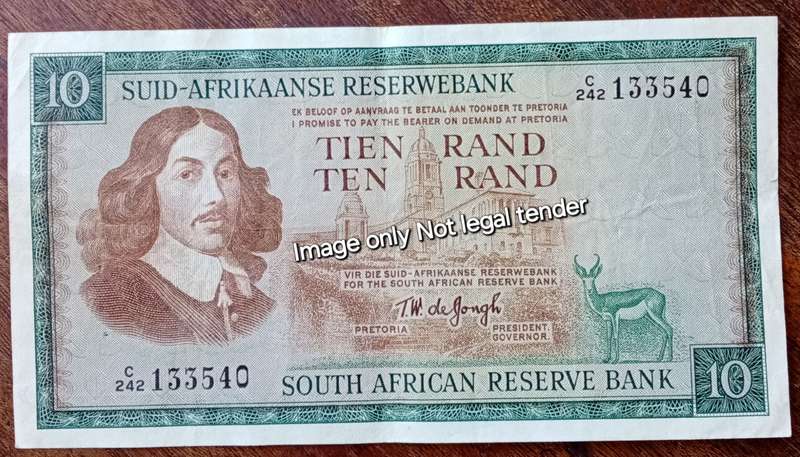 10
SUID-AFRIKAANSE RESERWEBANK
C/242 133540
EK BELOOF OP AANVRAAG TE BETAAL AAN TOONDER TE PRETORIA
I PROMISE TO PAY THE BEARER ON DEMAND AT PRETORIA
TIEN RAND
TEN RAND
Image only Not legal tender
VIR DIE SUID-AFRIKAANSE RESERWEBANK
FOR THE SOUTH AFRICAN RESERVE BANK
T.W. de Jongh
PRETORIA
PRESIDENT.
GOVERNOR.
C/242 133540
SOUTH AFRICAN RESERVE BANK
10